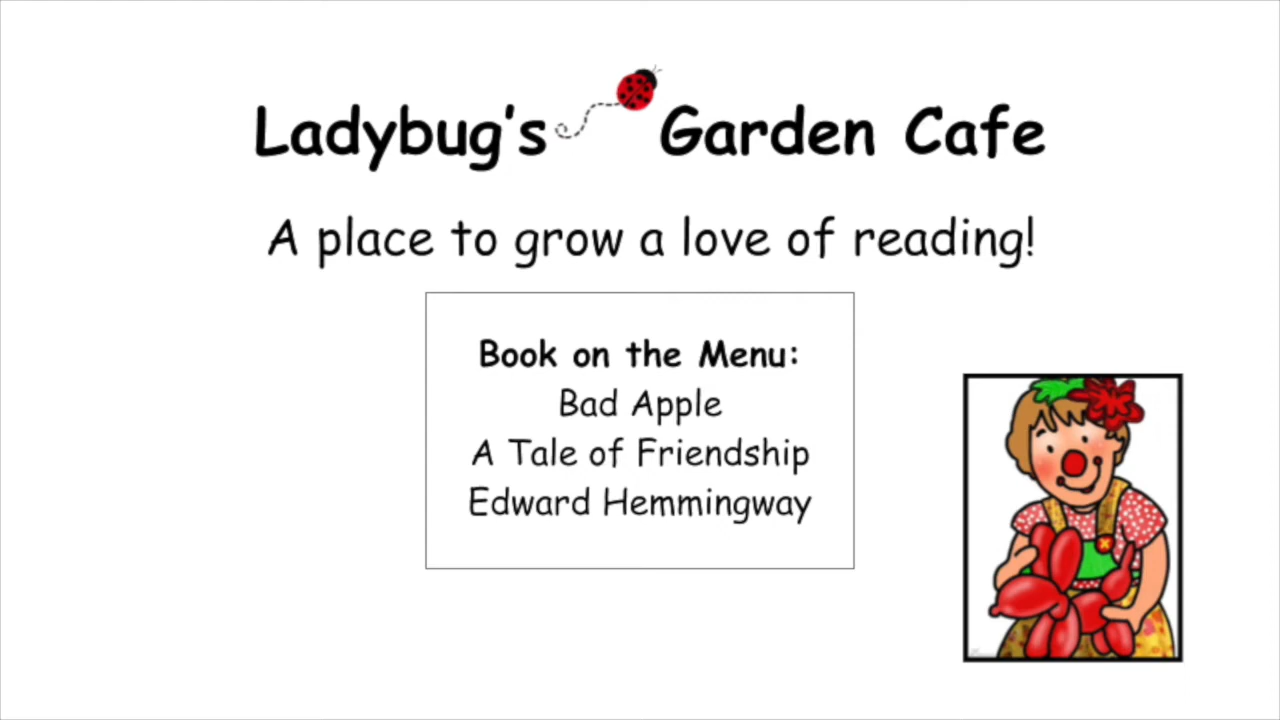 Ladybug's Garden Cafe
A place to grow a love of reading!
Book on the Menu:
Bad Apple
A Tale of Friendship
Edward Hemmingway